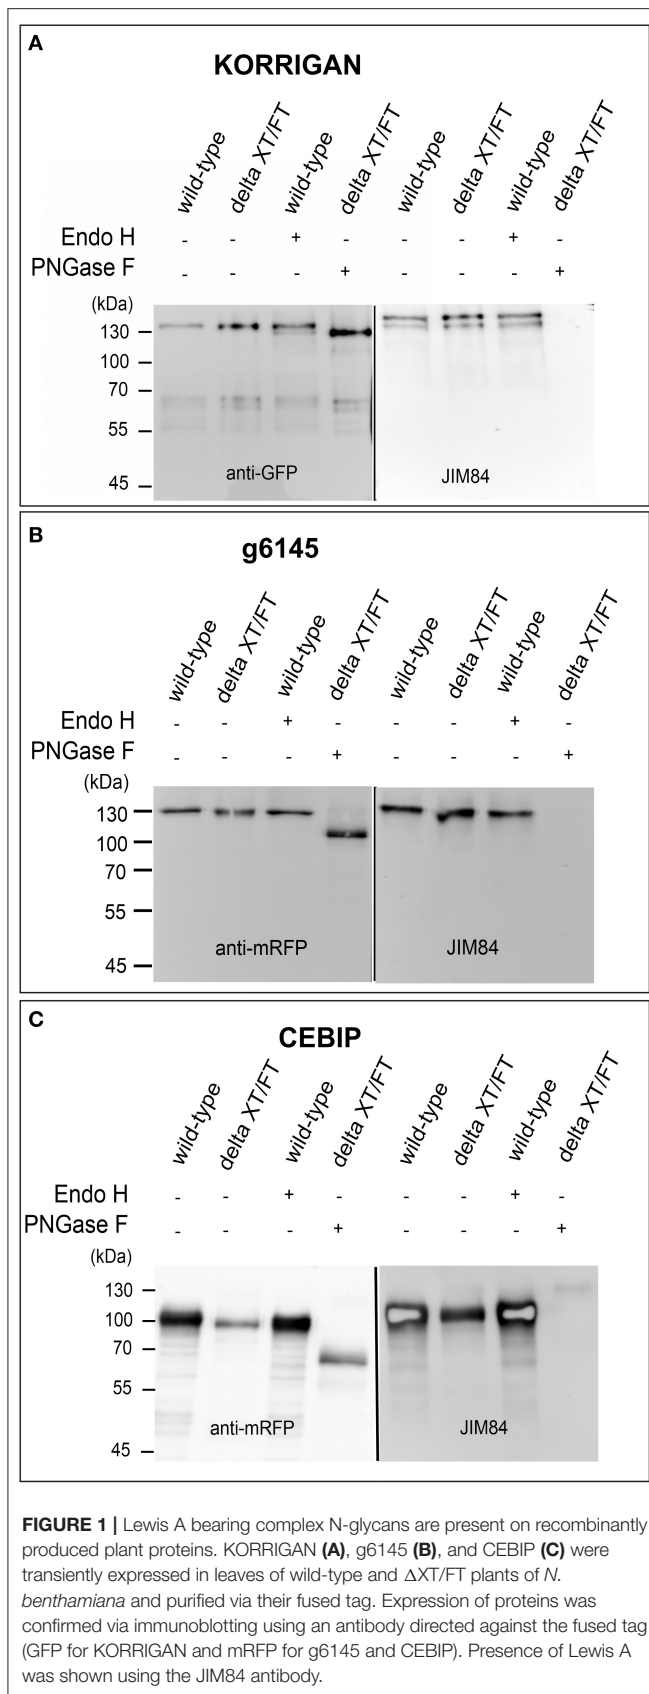 A
KORRIGAN
wild-type delta XT/FT wild-type delta XT/FT wild-type delta XT/FT wild-type delta XT/FT
Endo H - - + - - - + -
PNGase F - - - + - - - +
(kDa)
130
100
70
55
45
anti-GFP JIM84
B
g6145
wild-type delta XT/FT wild-type delta XT/FT wild-type delta XT/FT wild-type delta XT/FT
Endo H - - + - - - + -
PNGase F - - - + - - - +
(kDa)
130
100
70
55
45
anti-mRFP JIM84
C
CEBIP
wild-type delta XT/FT wild-type delta XT/FT wild-type delta XT/FT wild-type delta XT/FT
Endo H - - + - - - + -
PNGase F - - - + - - - +
(kDa)
130
100
70
55
45
anti-mRFP JIM84
FIGURE 1 | Lewis A bearing complex N-glycans are present on recombinantly
produced plant proteins. KORRIGAN (A), g6145 (B), and CEBIP (C) were
transiently expressed in leaves of wild-type and ΔXT/FT plants of N.
benthamiana and purified via their fused tag. Expression of proteins was
confirmed via immunoblotting using an antibody directed against the fused tag
(GFP for KORRIGAN and mRFP for g6145 and CEBIP). Presence of Lewis A
was shown using the JIM84 antibody.